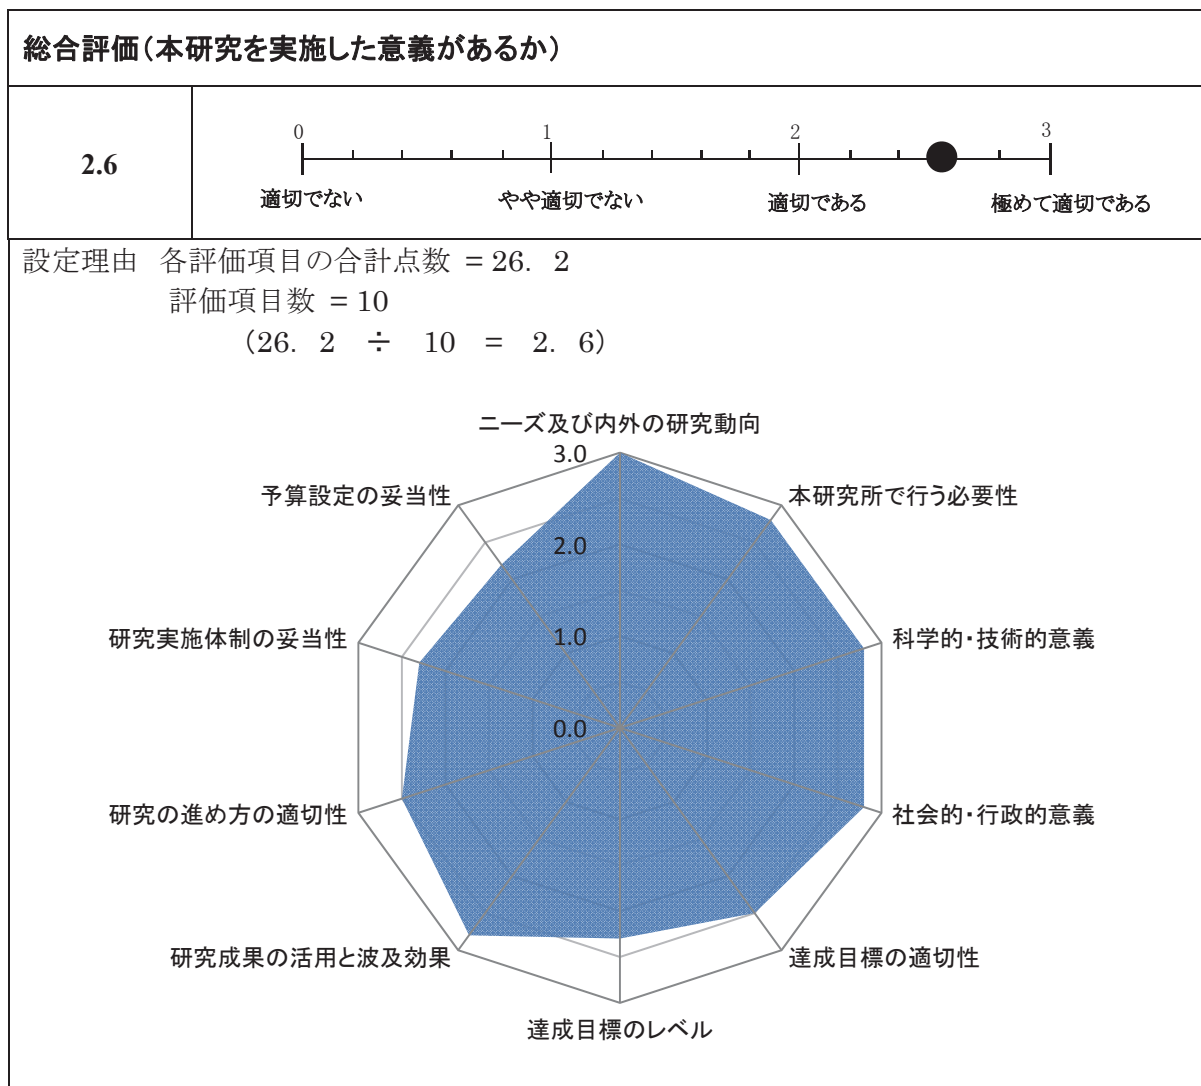 総合評価(本研究を実施した意義があるか)
2.6
0 1 2 3
適切でない やや適切でない 適切である 極めて適切である
設定理由 各評価項目の合計点数 = 26. 2
評価項目数 = 10
(26. 2 ÷ 10 = 2. 6)
ニーズ及び内外の研究動向
3.0
予算設定の妥当性 本研究所で行う必要性
2.0
研究実施体制の妥当性 1.0 科学的・技術的意義
0.0
研究の進め方の適切性 社会的・行政的意義
研究成果の活用と波及効果 達成目標の適切性
達成目標のレベル